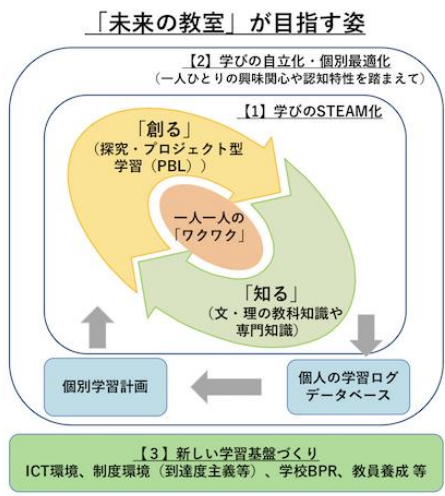 「未来の教室」が目指す姿
【2】学びの自立化・個別最適化
（一人ひとりの興味関心や認知特性を踏まえて）
【1】学びのSTEAM化
「創る」
（探究・プロジェクト型
学習（PBL））
一人一人の
「ワクワク」
「知る」
（文・理の教科知識や
専門知識）
個別学習計画
個人の学習ログ
データベース
【３】新しい学習基盤づくり
ICT環境、制度環境（到達度主義等）、学校BPR、教員養成 等